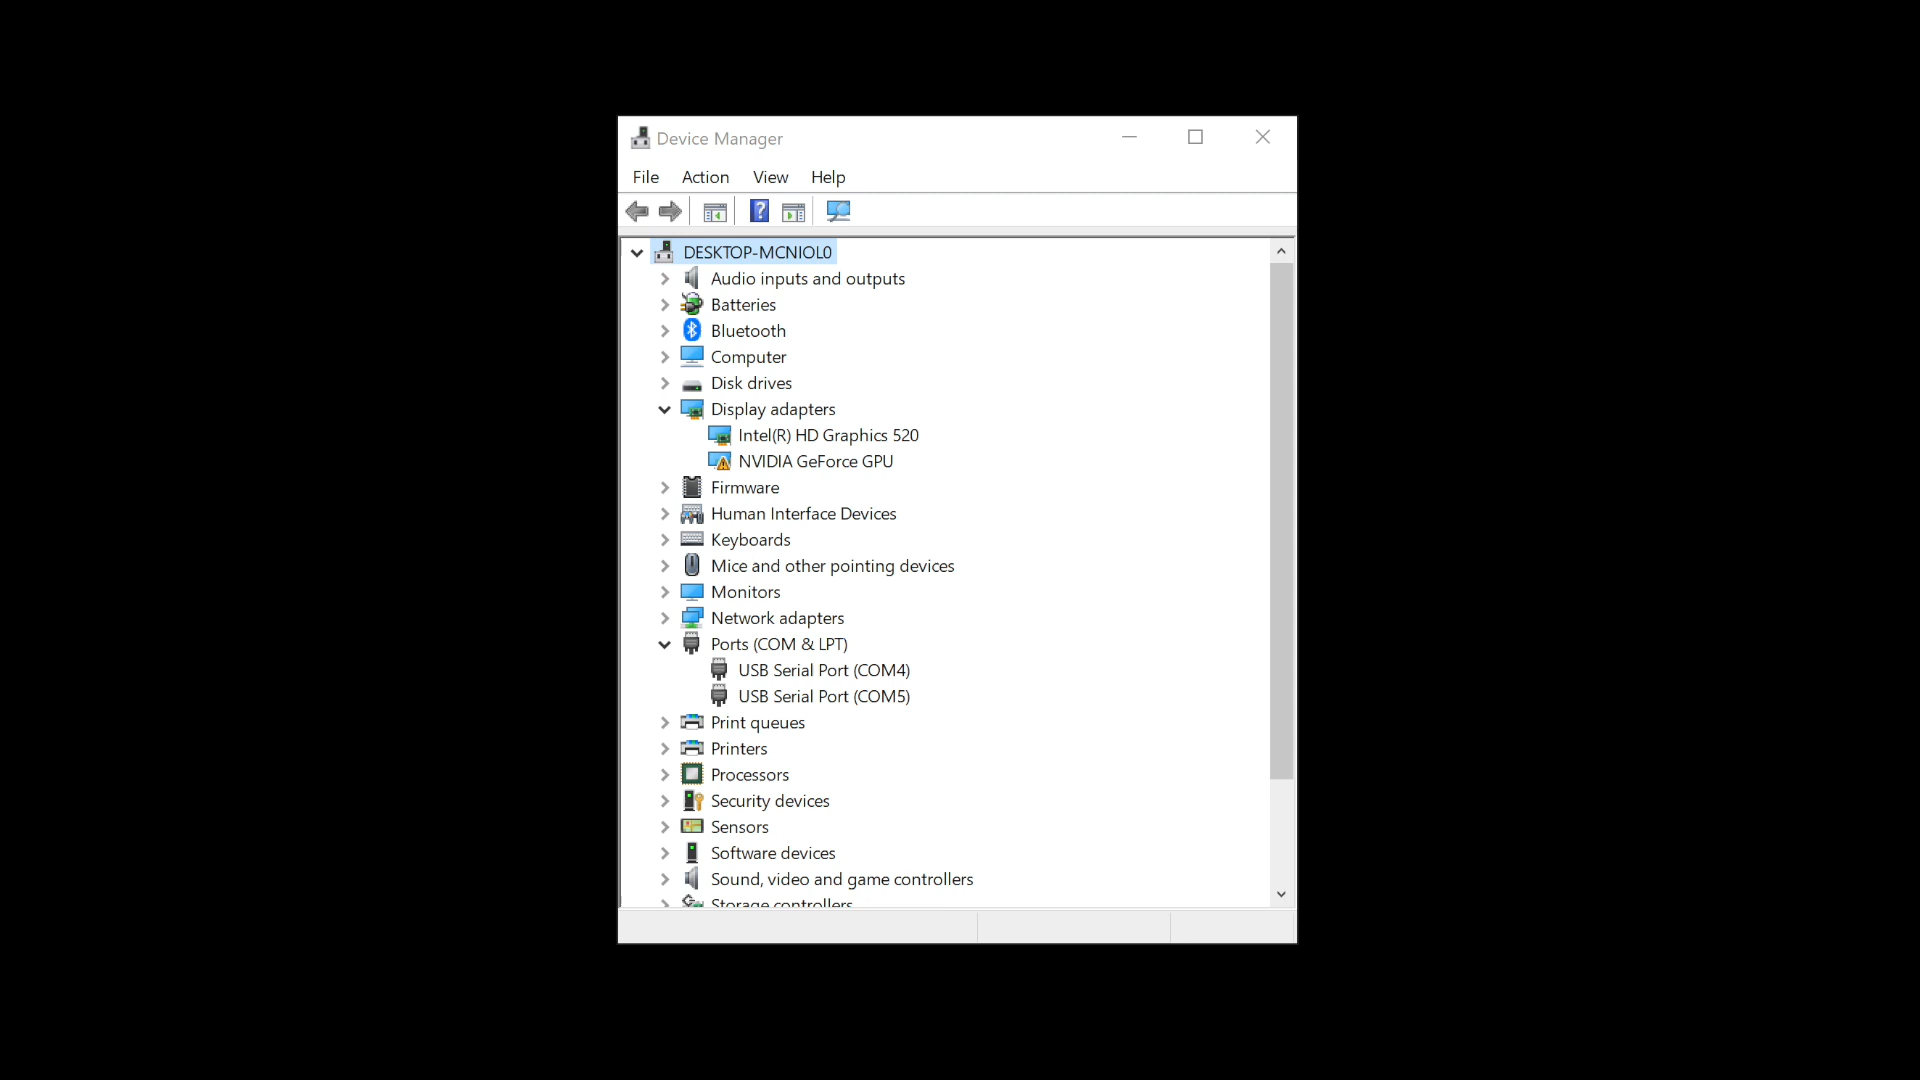 Device Manager
File Action View Help
DESKTOP-MCNIOL0
Audio inputs and outputs
Batteries
Bluetooth
Computer
Disk drives
Display adapters
Intel(R) HD Graphics 520
NVIDIA GeForce GPU
Firmware
Human Interface Devices
Keyboards
Mice and other pointing devices
Monitors
Network adapters
Ports (COM & LPT)
USB Serial Port (COM4)
USB Serial Port (COM5)
Print queues
Printers
Processors
Security devices
Sensors
Software devices
Sound, video and game controllers
Storage controllers